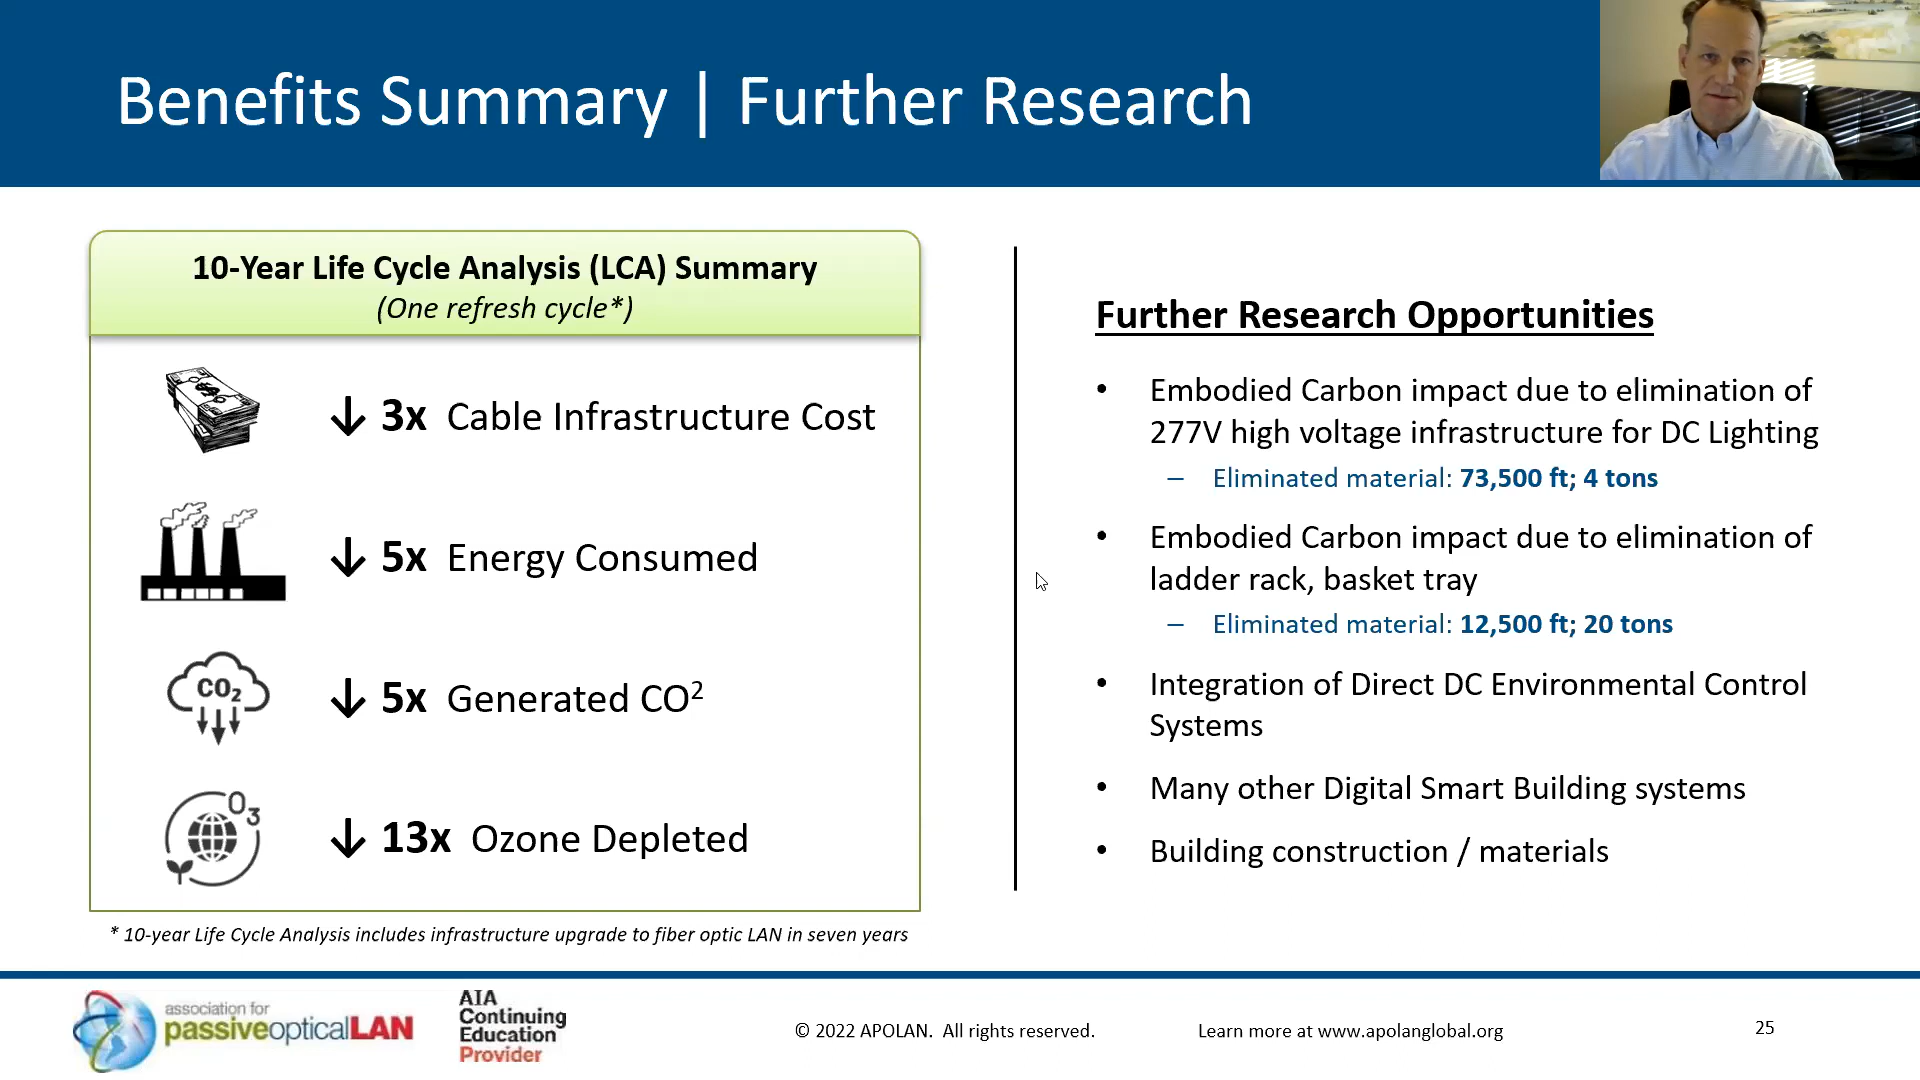 Benefits Summary | Further Research
10-Year Life Cycle Analysis (LCA) Summary
(One refresh cycle*)
↓ 3x Cable Infrastructure Cost
↓ 5x Energy Consumed
CO₂
↓ 5x Generated CO²
O₃
↓ 13x Ozone Depleted
* 10-year Life Cycle Analysis includes infrastructure upgrade to fiber optic LAN in seven years
Further Research Opportunities
• Embodied Carbon impact due to elimination of
277V high voltage infrastructure for DC Lighting
– Eliminated material: 73,500 ft; 4 tons
• Embodied Carbon impact due to elimination of
ladder rack, basket tray
– Eliminated material: 12,500 ft; 20 tons
• Integration of Direct DC Environmental Control
Systems
• Many other Digital Smart Building systems
• Building construction / materials
association for
passiveopticalLAN
AIA
Continuing
Education
Provider
© 2022 APOLAN. All rights reserved.
Learn more at www.apolanglobal.org
25